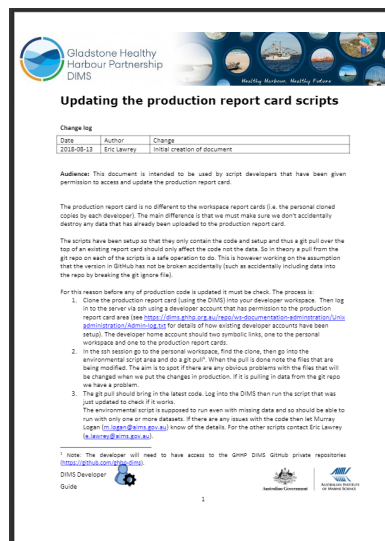 Gladstone Healthy
Harbour Partnership
DIMS
Healthy Harbour, Healthy Future
Updating the production report card scripts
Change log
Date Author Change
2018-08-13 Eric Lawrey Initial creation of document
Audience: This document is intended to be used by script developers that have been given
permission to access and update the production report card.
The production report card is no different to the workspace report cards (i.e. the personal cloned
copies by each developer). The main difference is that we must make sure we don't accidentally
destroy any data that has already been uploaded to the production report card.
The scripts have been setup so that they only contain the code and setup and thus a git pull over the
top of an existing report card should only affect the code not the data. So in theory a pull from the
git repo on each of the scripts is a safe operation to do. This is however working on the assumption
that the version in GitHub has not be broken accidentally (such as accidentally including data into
the repo by breaking the git ignore file).
For this reason before any of production code is updated it must be check. The process is:
1. Clone the production report card (using the DIMS) into your developer workspace. Then log
in to the server via ssh using a developer account that has permission to the production
report card area (see https://dims.ghhp.org.au/repo/ws-documentation-administration/Unix
administration/Admin-log.txt for details of how existing developer accounts have been
setup). The developer home account should two symbolic links, one to the personal
workspace and one to the production report cards.
2. In the ssh session go to the personal workspace, find the clone, then go into the
environmental script area and do a git pull¹. When the pull is done note the files that are
being modified. The aim is to spot if there are any obvious problems with the files that will
be changed when we put the changes in production. If it is pulling in data from the git repo
we have a problem.
3. The git pull should bring in the latest code. Log into the DIMS then run the script that was
just updated to check if it works.
The environmental script is supposed to run even with missing data and so should be able to
run with only one or more datasets. If there are any issues with the code then let Murray
Logan (m.logan@aims.gov.au) know of the details. For the other scripts contact Eric Lawrey
(e.lawrey@aims.gov.au).
¹ Note: The developer will need to have access to the GHHP DIMS GitHub private repositories
(https://github.com/ghhp-dims).
DIMS Developer
Guide
Australian Government
AUSTRALIAN INSTITUTE
OF MARINE SCIENCE
1